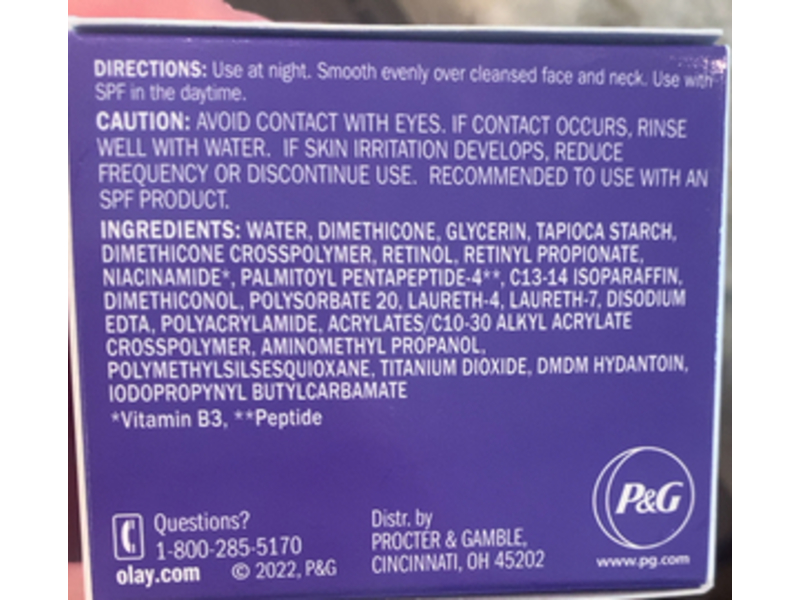 DIRECTIONS: Use at night. Smooth evenly over cleansed face and neck. Use with
SPF in the daytime.
CAUTION: AVOID CONTACT WITH EYES. IF CONTACT OCCURS, RINSE
WELL WITH WATER. IF SKIN IRRITATION DEVELOPS, REDUCE
FREQUENCY OR DISCONTINUE USE. RECOMMENDED TO USE WITH AN
SPF PRODUCT.
INGREDIENTS: WATER, DIMETHICONE, GLYCERIN, TAPIOCA STARCH,
DIMETHICONE CROSSPOLYMER, RETINOL, RETINYL PROPIONATE,
NIACINAMIDE*, PALMITOYL PENTAPEPTIDE-4**, C13-14 ISOPARAFFIN,
DIMETHICONOL, POLYSORBATE 20, LAURETH-4, LAURETH-7, DISODIUM
EDTA, POLYACRYLAMIDE, ACRYLATES/C10-30 ALKYL ACRYLATE
CROSSPOLYMER, AMINOMETHYL PROPANOL,
POLYMETHYLSILSESQUIOXANE, TITANIUM DIOXIDE, DMDM HYDANTOIN,
IODOPROPYNYL BUTYLCARBAMATE
*Vitamin B3, **Peptide
Questions?
1-800-285-5170
olay.com © 2022, P&G
Distr. by
PROCTER & GAMBLE,
CINCINNATI, OH 45202
P&G
www.pg.com